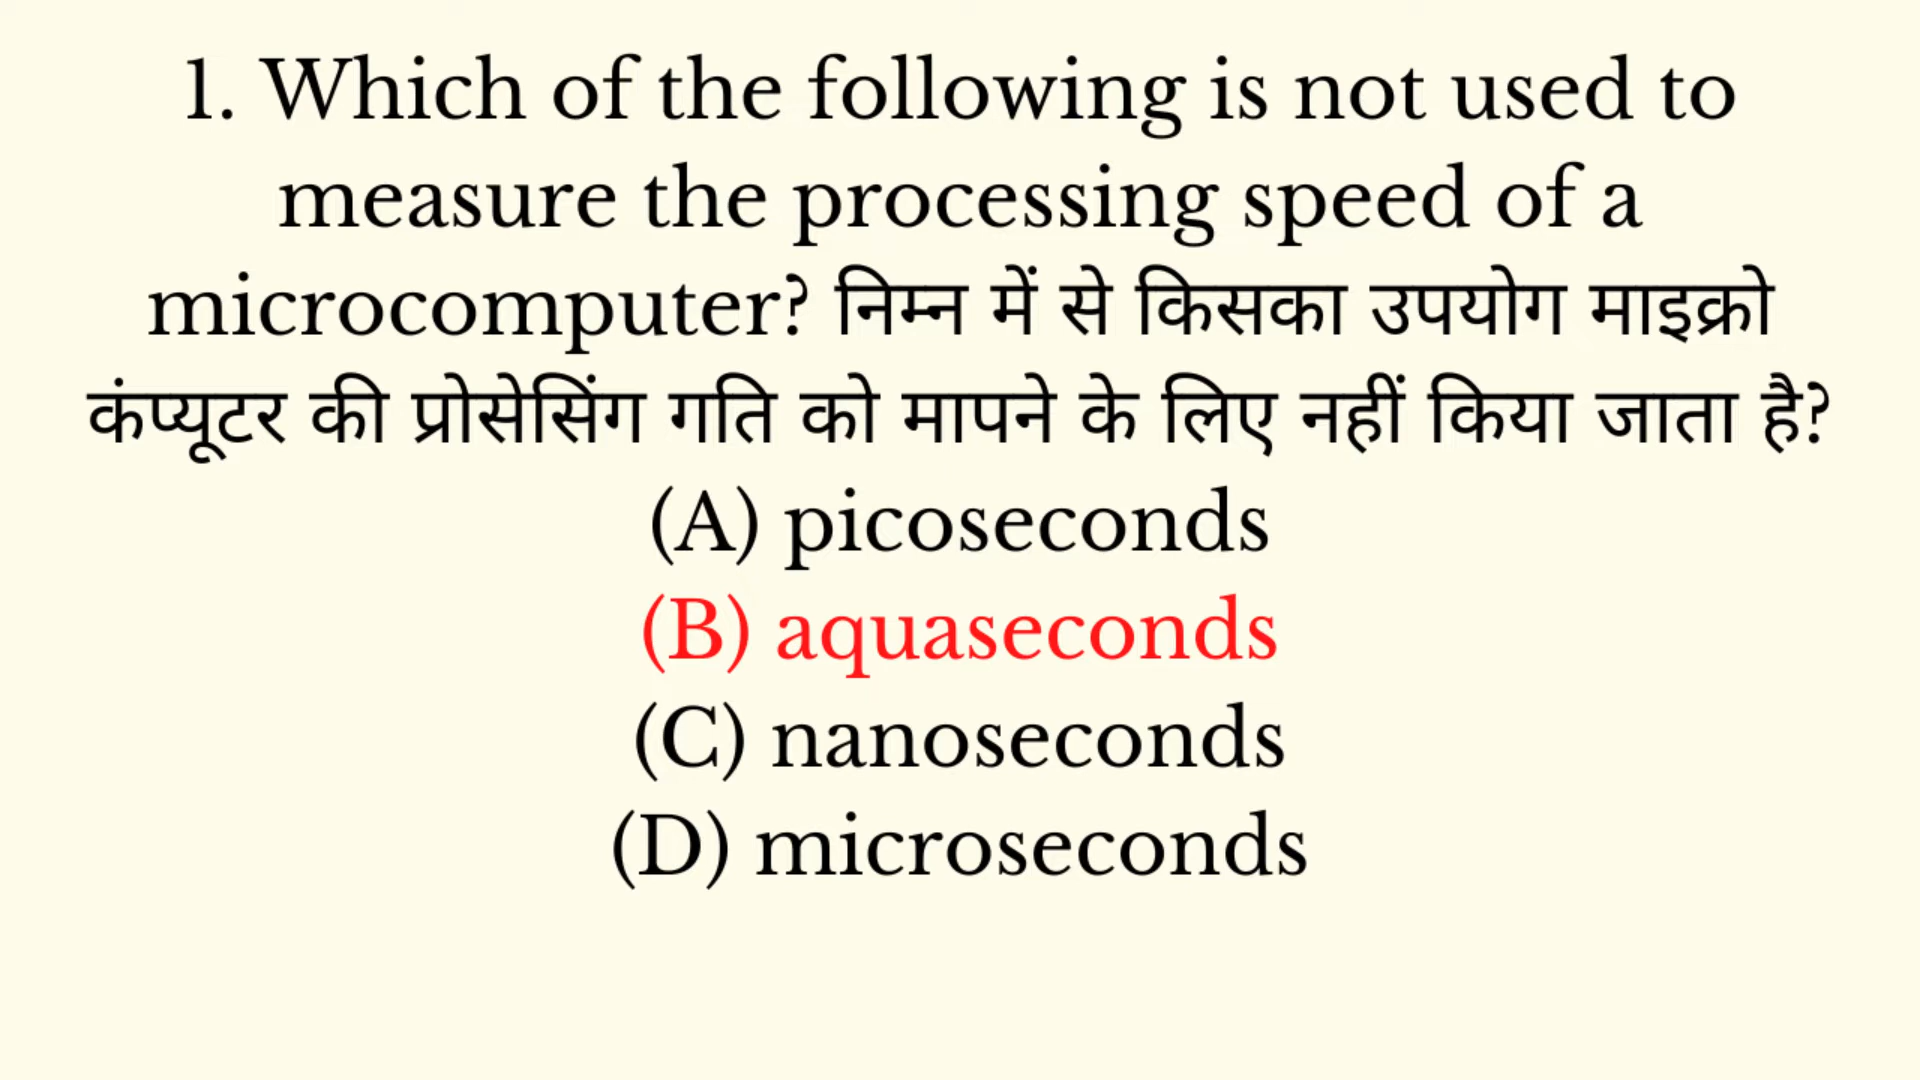 1. Which of the following is not used to
measure the processing speed of a
microcomputer? निम्न में से किसका उपयोग माइक्रो
कंप्यूटर की प्रोसेसिंग गति को मापने के लिए नहीं किया जाता है?
(A) picoseconds
(B) aquaseconds
(C) nanoseconds
(D) microseconds